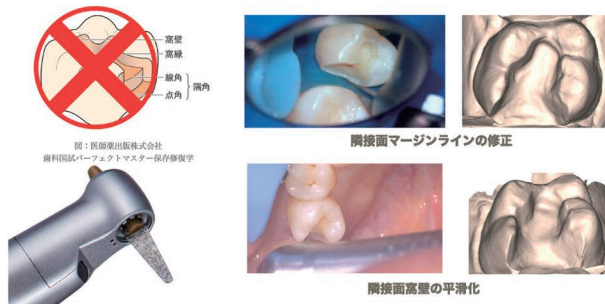 窩壁
窩縁
線角
点角
隅角
図：医師薬出版株式会社
歯科国試パーフェクトマスター保存修復学
隣接面マージンラインの修正
隣接面窩壁の平滑化